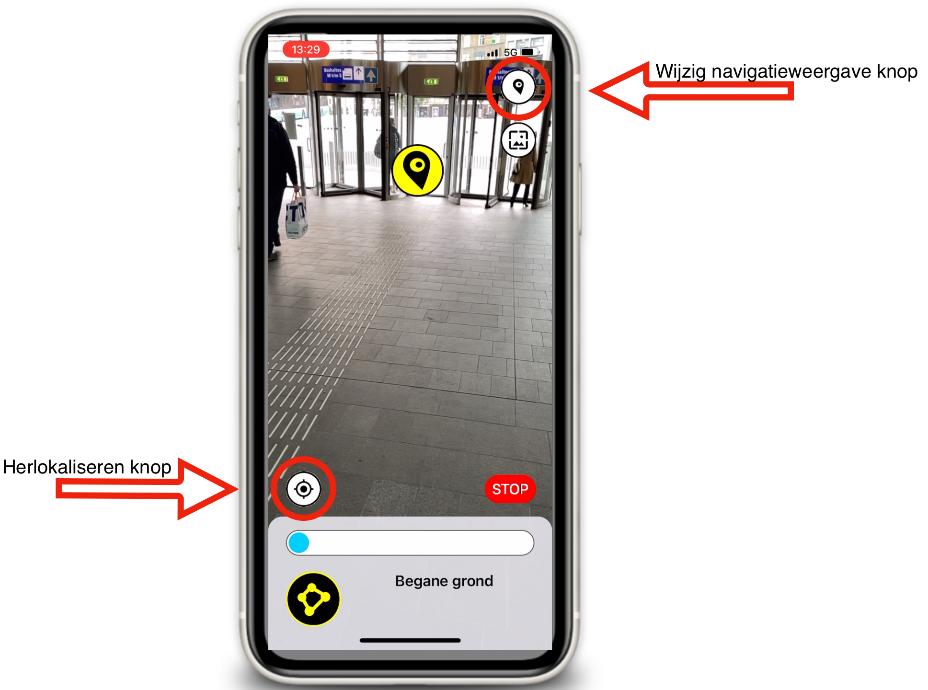 13:29
5G
Wijzig navigatieweergave knop
Herlokaliseren knop
STOP
Begane grond